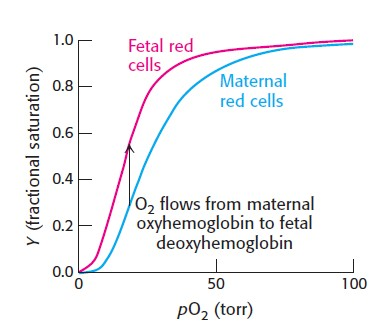 Fetal red
cells
Maternal
red cells
O₂ flows from maternal
oxyhemoglobin to fetal
deoxyhemoglobin
Y (fractional saturation)
1.0
0.8
0.6
0.4
0.2
0.0
0
50
100
pO₂ (torr)